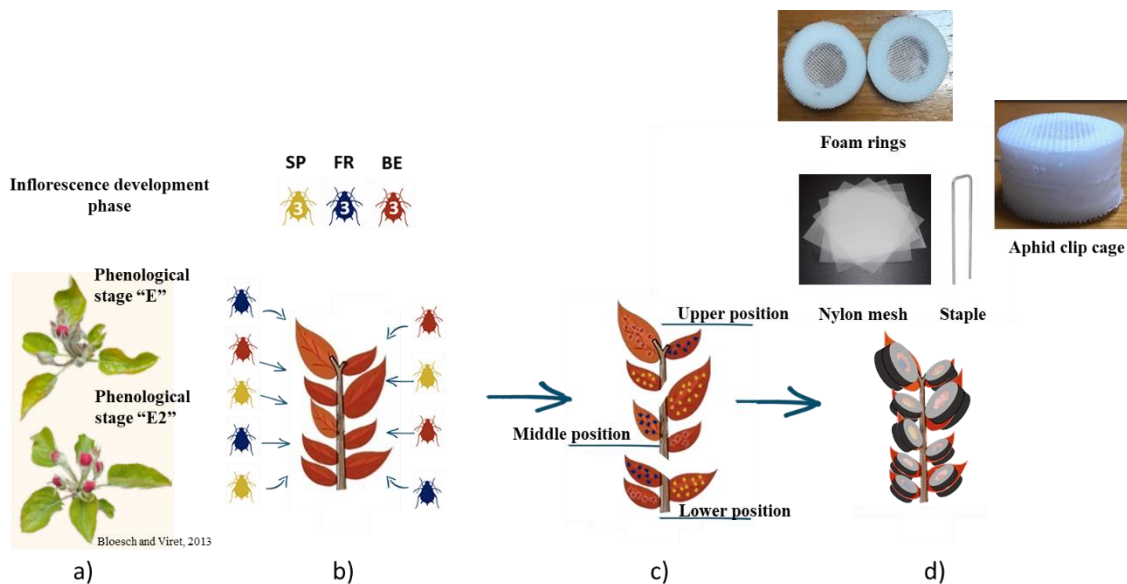 Foam rings
SP FR BE
Inflorescence development
phase
3 3 3
Aphid clip cage
Phenological
stage “E”
Upper position
Nylon mesh Staple
Phenological
stage “E2”
Middle position
Lower position
Bloesch and Viret, 2013
a) b) c) d)